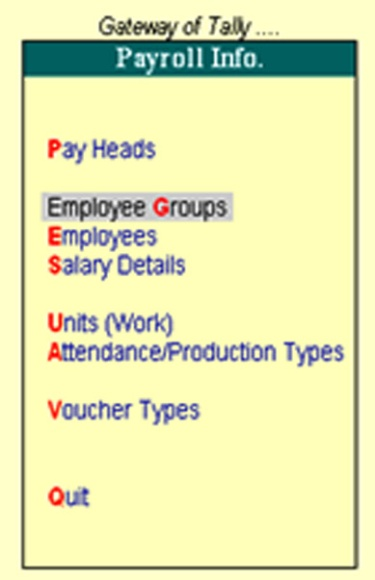 Gateway of Tally ....
Payroll Info.
Pay Heads
Employee Groups
Employees
Salary Details
Units (Work)
Attendance/Production Types
Voucher Types
Quit